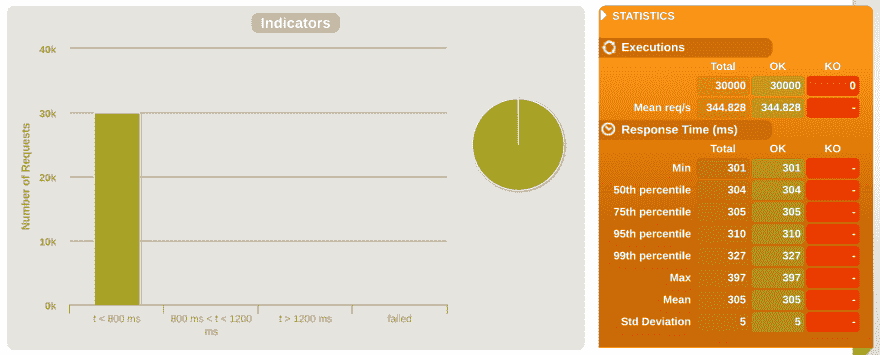 Indicators
40k
30k
20k
10k
0k
Number of Requests
t < 800 ms
800 ms < t < 1200
ms
t > 1200 ms
failed
STATISTICS
Executions
Total OK KO
30000 30000 0
Mean req/s 344.828 344.828 -
Response Time (ms)
Total OK KO
Min 301 301 -
50th percentile 304 304 -
75th percentile 305 305 -
95th percentile 310 310 -
99th percentile 327 327 -
Max 397 397 -
Mean 305 305 -
Std Deviation 5 5 -